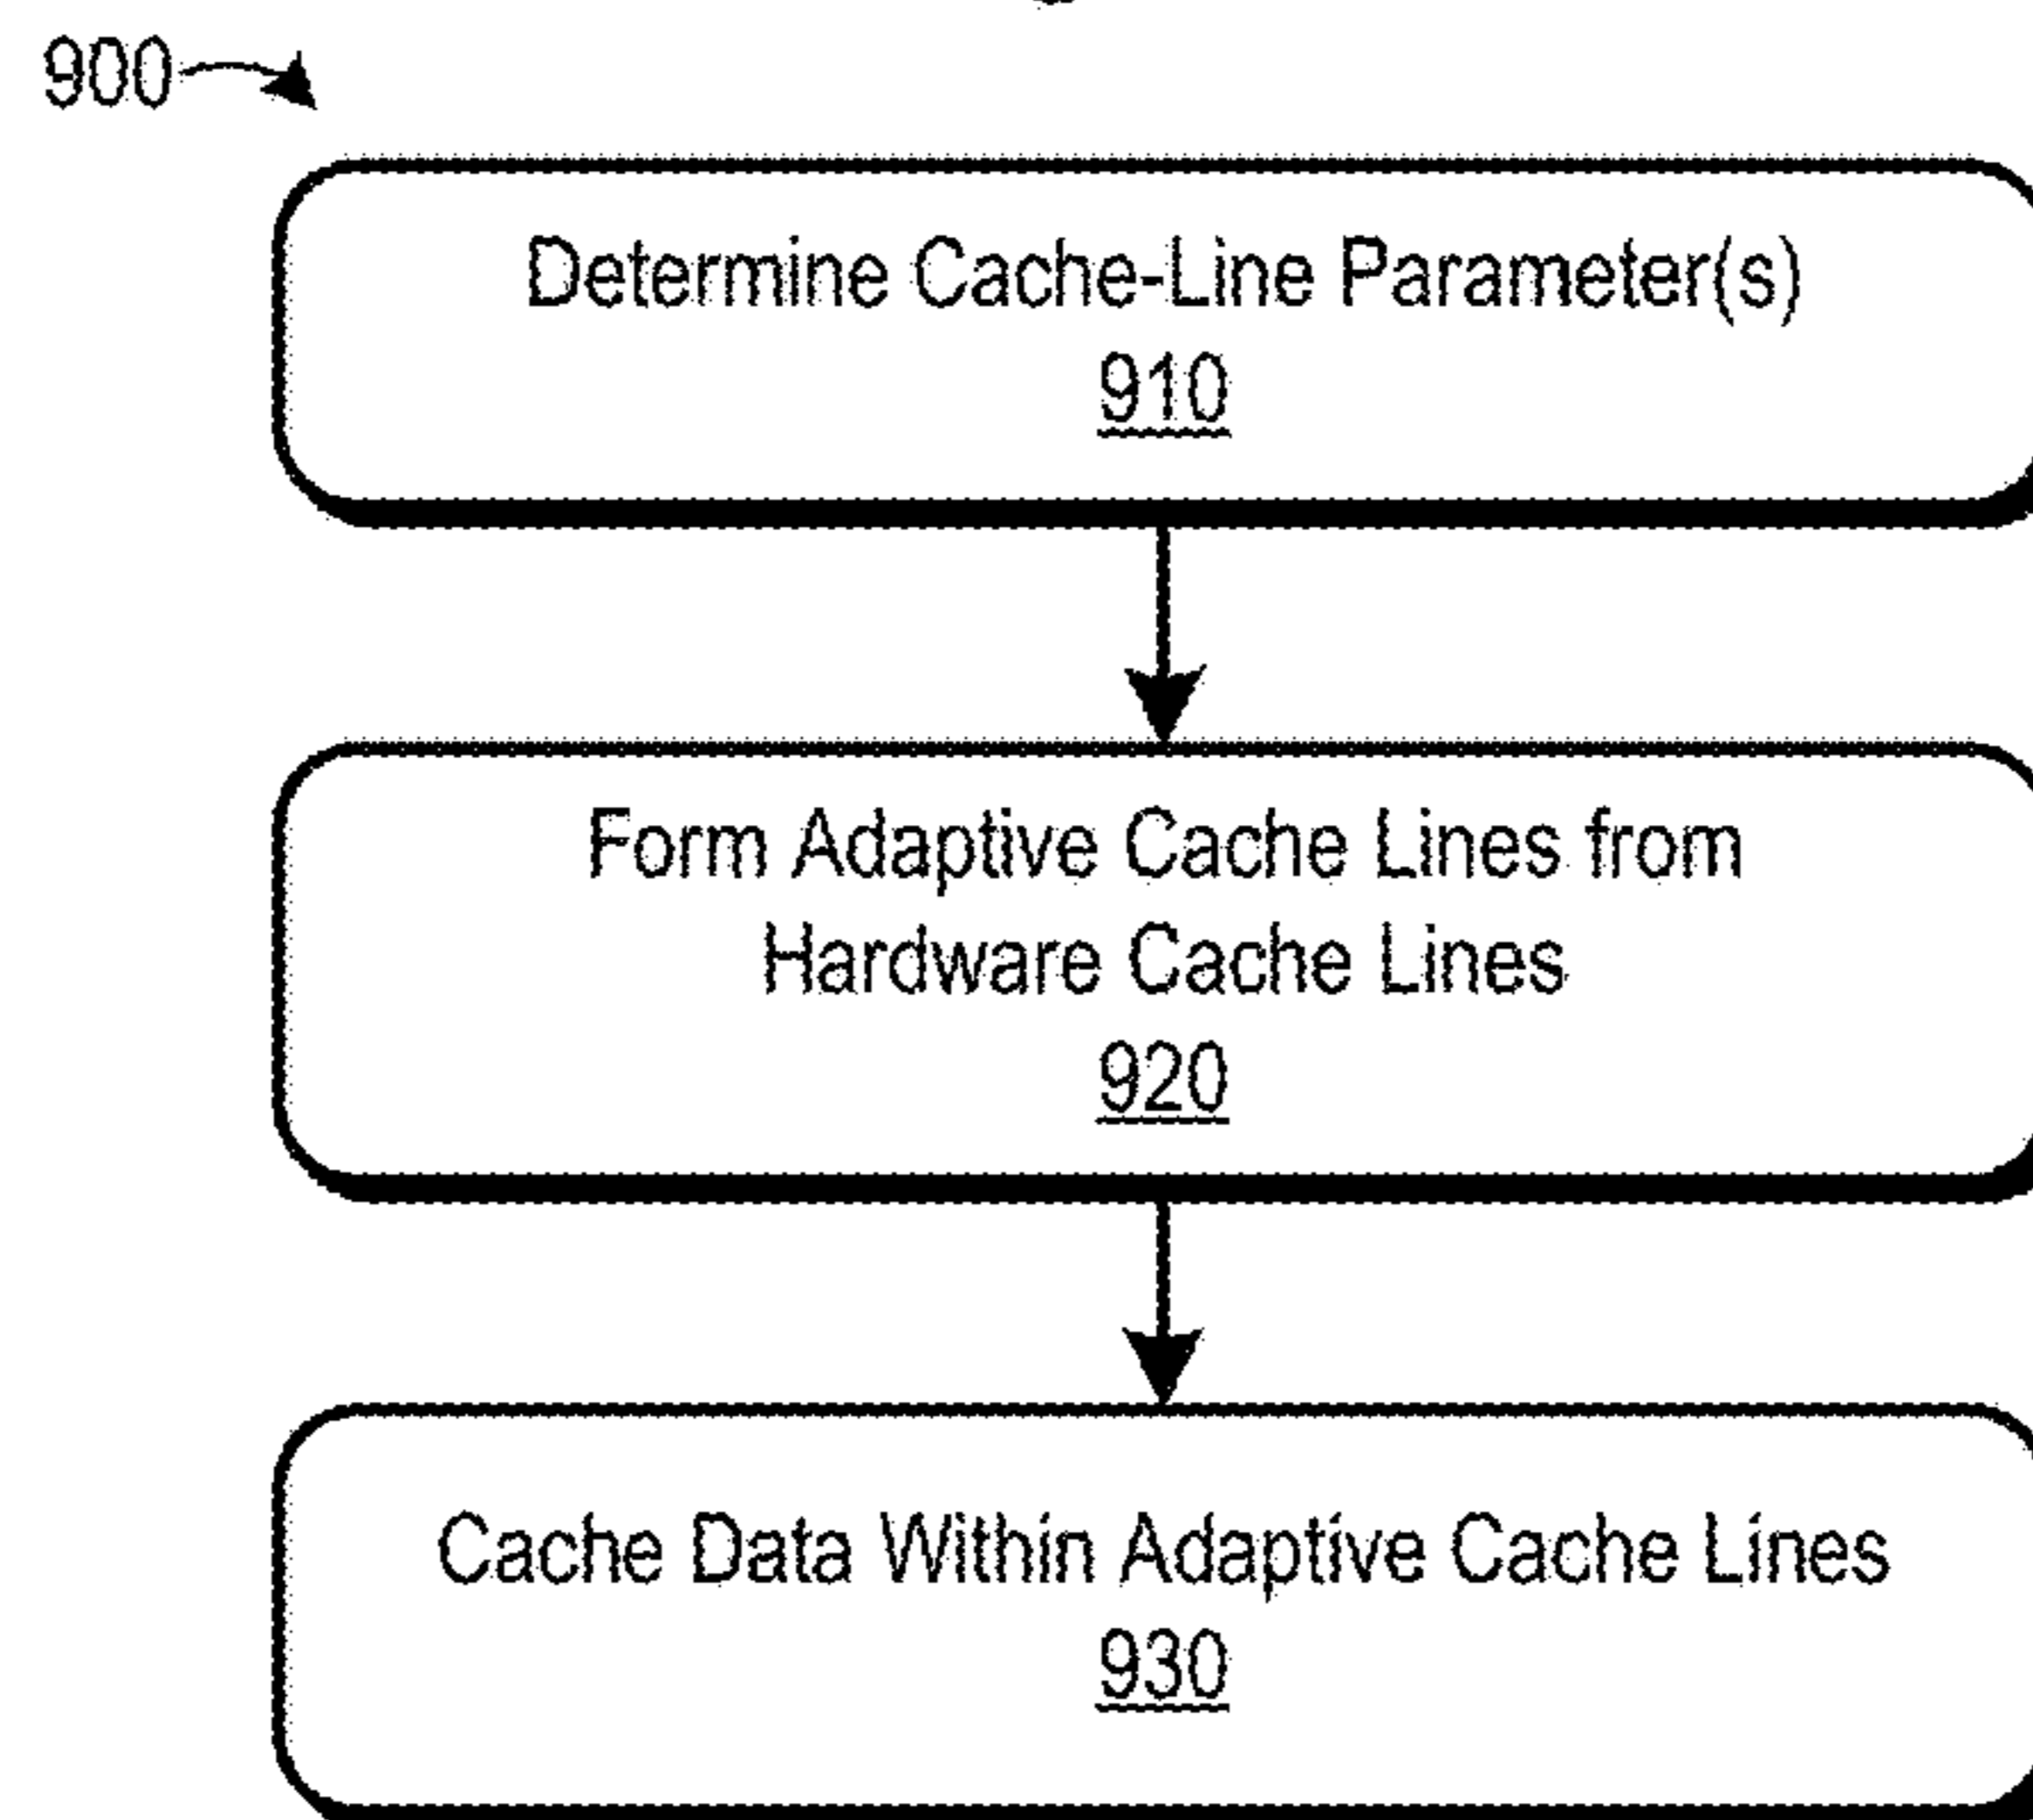 900
Determine Cache-Line Parameter(s)
910
Form Adaptive Cache Lines from
Hardware Cache Lines
920
Cache Data Within Adaptive Cache Lines
930